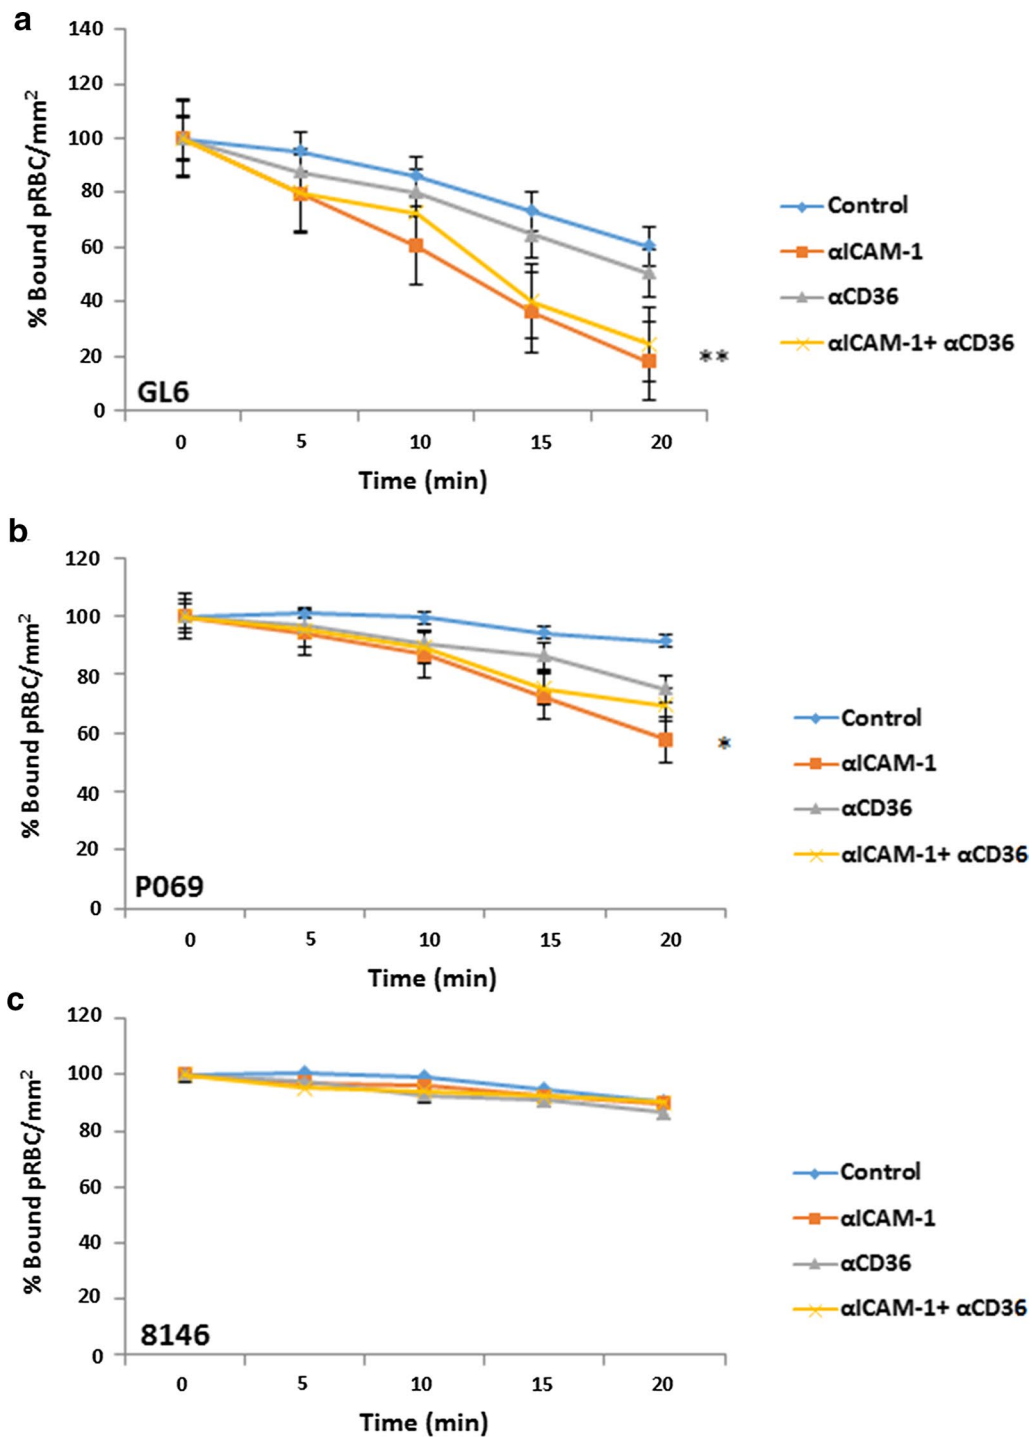 a
140
120
100
80
60
40
20
0
% Bound pRBC/mm²
GL6
0 5 10 15 20
Time (min)
Control
αICAM-1
αCD36
αICAM-1+ αCD36
**
b
120
100
80
60
40
20
0
% Bound pRBC/mm²
P069
0 5 10 15 20
Time (min)
Control
αICAM-1
αCD36
αICAM-1+ αCD36
*
c
120
100
80
60
40
20
0
% Bound pRBC/mm²
8146
0 5 10 15 20
Time (min)
Control
αICAM-1
αCD36
αICAM-1+ αCD36